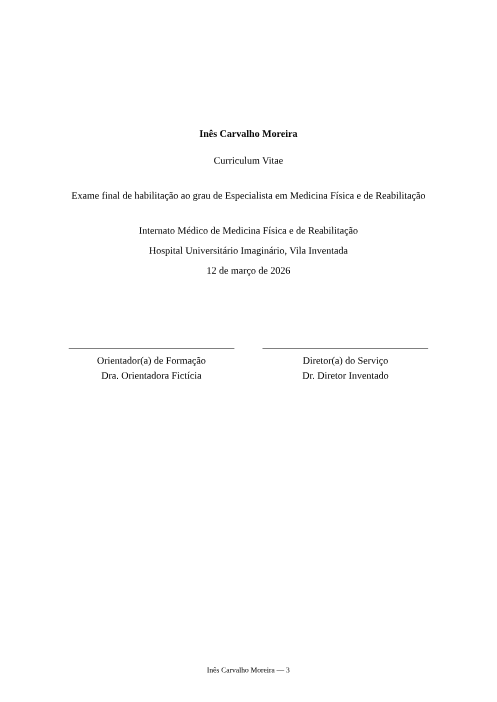 Inês Carvalho Moreira
Curriculum Vitae
Exame final de habilitação ao grau de Especialista em Medicina Física e de Reabilitação
Internato Médico de Medicina Física e de Reabilitação
Hospital Universitário Imaginário, Vila Inventada
12 de março de 2026
Orientador(a) de Formação
Dra. Orientadora Fictícia
Diretor(a) do Serviço
Dr. Diretor Inventado
Inês Carvalho Moreira — 3